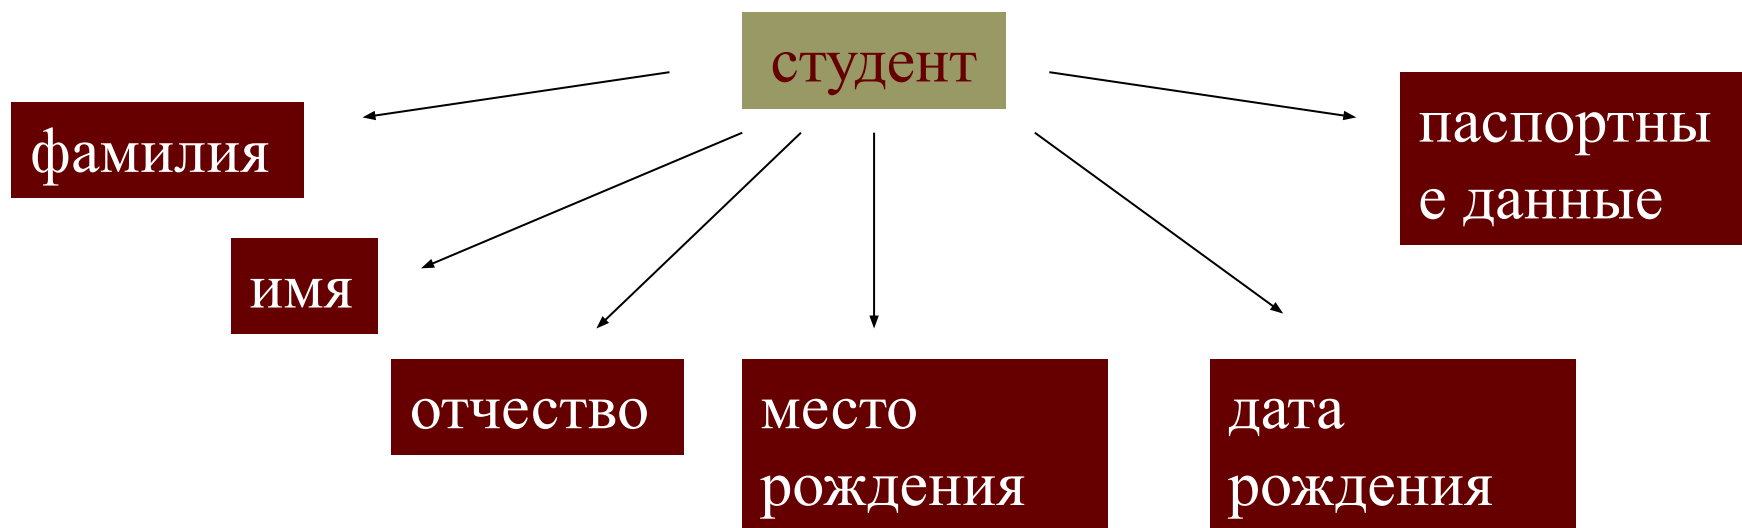 студент
фамилия
паспортны
е данные
имя
отчество
место
рождения
дата
рождения